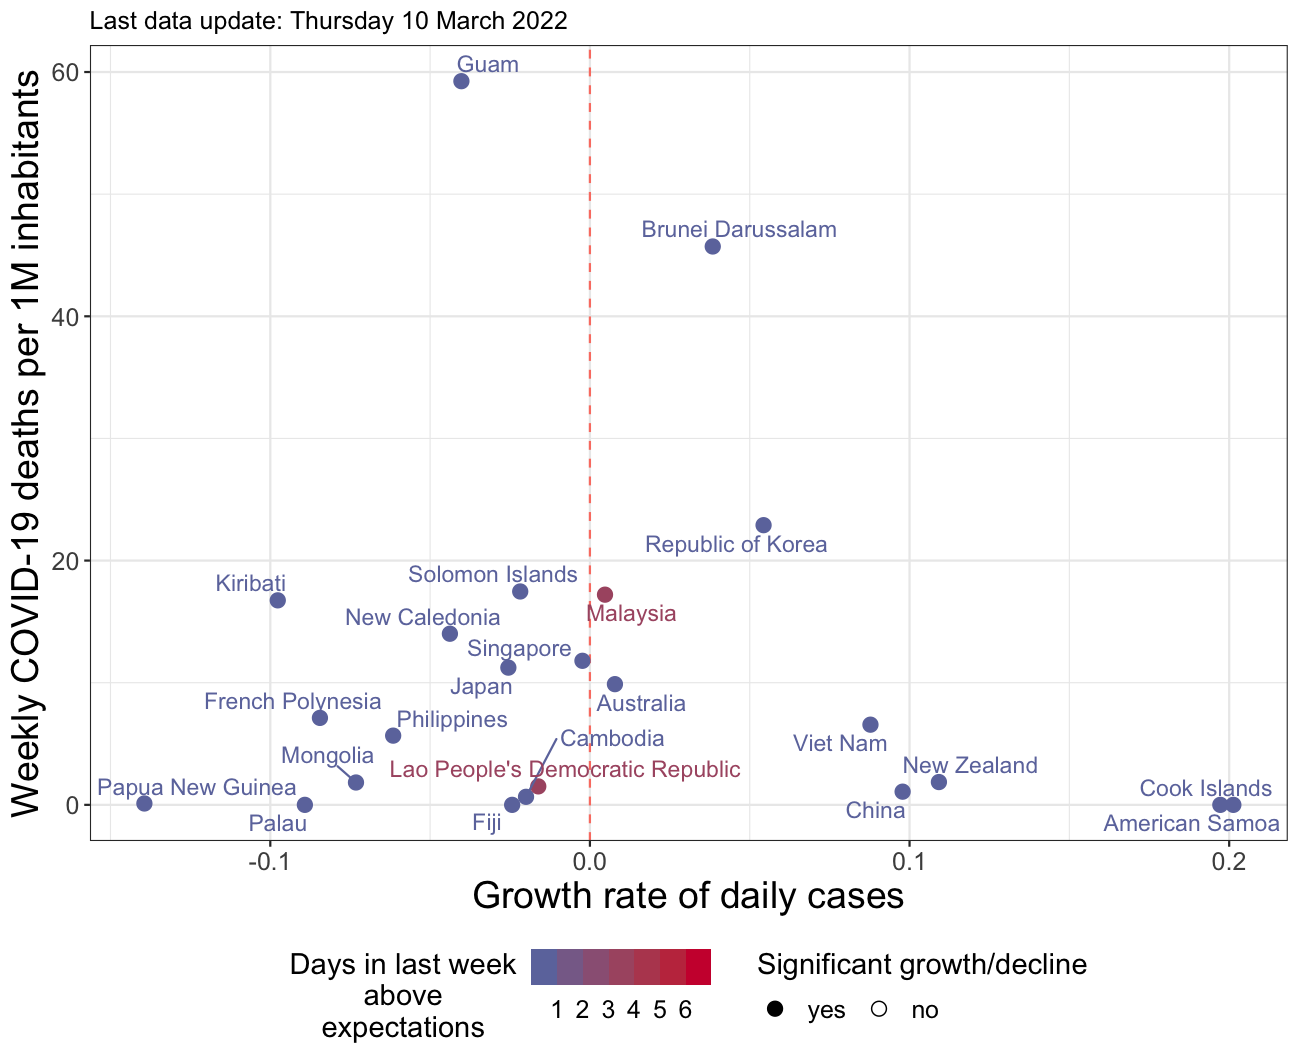 Last data update: Thursday 10 March 2022
Weekly COVID-19 deaths per 1M inhabitants
60
40
20
0
Guam
Brunei Darussalam
Republic of Korea
Solomon Islands
Kiribati
Malaysia
New Caledonia
Singapore
Japan
French Polynesia
Australia
Philippines
Cambodia
Viet Nam
Mongolia
Lao People's Democratic Republic
New Zealand
Papua New Guinea
Cook Islands
China
Palau
Fiji
American Samoa
-0.1
0.0
0.1
0.2
Growth rate of daily cases
Days in last week
above
expectations
1 2 3 4 5 6
Significant growth/decline
yes no